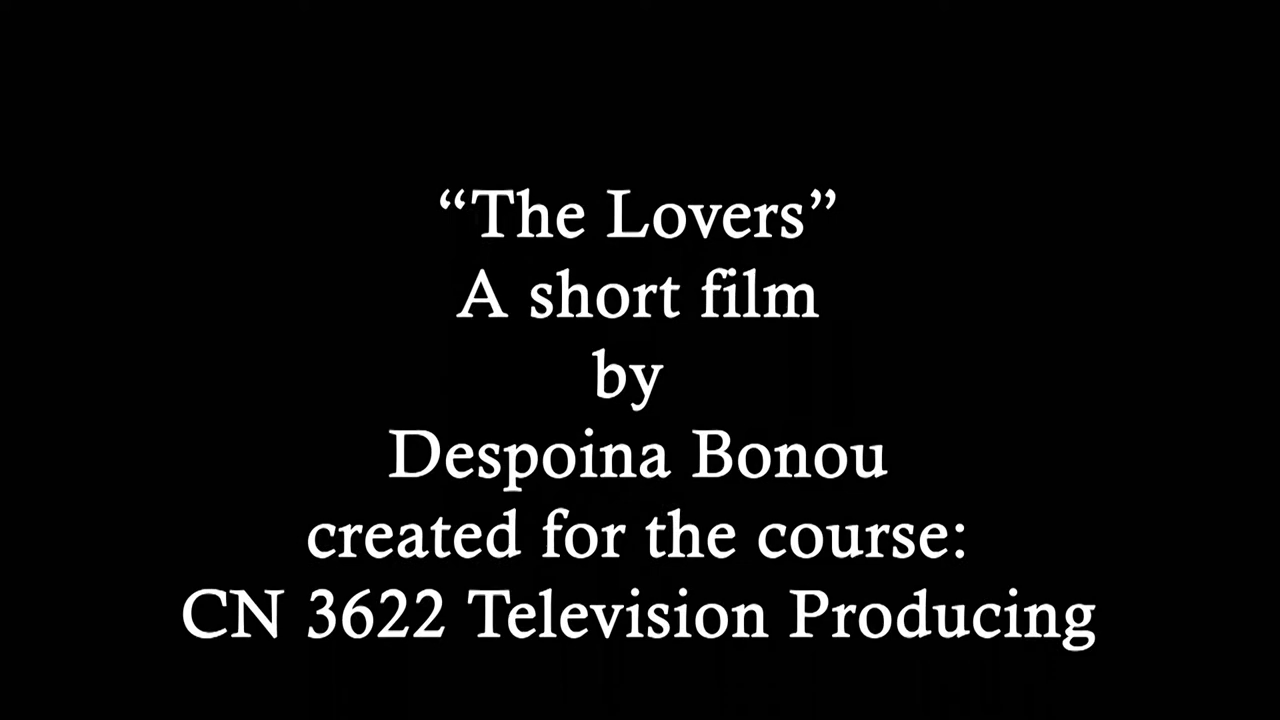 “The Lovers”
A short film
by
Despoina Bonou
created for the course:
CN 3622 Television Producing